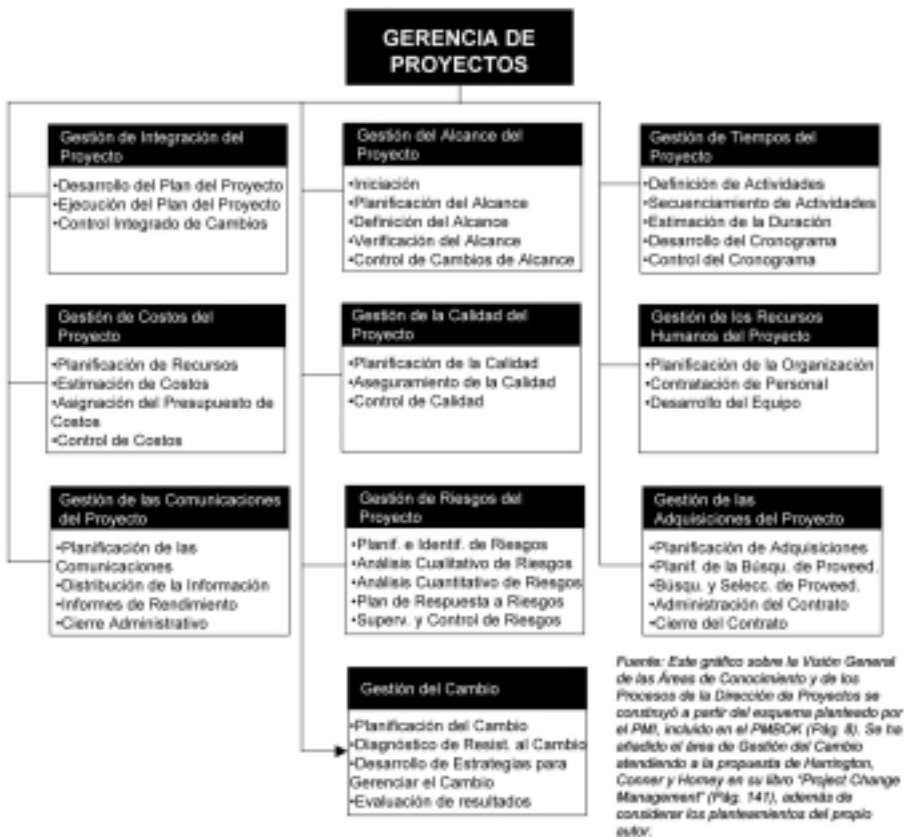 GERENCIA DE
PROYECTOS
Gestión de Integración del
Proyecto
•Desarrollo del Plan del Proyecto
•Ejecución del Plan del Proyecto
•Control Integrado de Cambios
Gestión del Alcance del
Proyecto
•Iniciación
•Planificación del Alcance
•Definición del Alcance
•Verificación del Alcance
•Control de Cambios de Alcance
Gestión de Tiempos del
Proyecto
•Definición de Actividades
•Secuenciamiento de Actividades
•Estimación de la Duración
•Desarrollo del Cronograma
•Control del Cronograma
Gestión de Costos del
Proyecto
•Planificación de Recursos
•Estimación de Costos
•Asignación del Presupuesto de
Costos
•Control de Costos
Gestión de la Calidad del
Proyecto
•Planificación de la Calidad
•Aseguramiento de la Calidad
•Control de Calidad
Gestión de los Recursos
Humanos del Proyecto
•Planificación de la Organización
•Contratación de Personal
•Desarrollo del Equipo
Gestión de las Comunicaciones
del Proyecto
•Planificación de las
Comunicaciones
•Distribución de la Información
•Informes de Rendimiento
•Cierre Administrativo
Gestión de Riesgos del
Proyecto
•Planif. e Identif. de Riesgos
•Análisis Cualitativo de Riesgos
•Análisis Cuantitativo de Riesgos
•Plan de Respuesta a Riesgos
•Superv. y Control de Riesgos
Gestión de las
Adquisiciones del Proyecto
•Planificación de Adquisiciones
•Planif. de la Búsqu. de Proveed.
•Búsqu. y Selecc. de Proveed.
•Administración del Contrato
•Cierre del Contrato
Gestión del Cambio
•Planificación del Cambio
•Diagnóstico de Resist. al Cambio
•Desarrollo de Estrategias para
Gerenciar el Cambio
•Evaluación de resultados
Fuente: Este gráfico sobre la Visión General
de las Áreas de Conocimiento y de los
Procesos de la Dirección de Proyectos se
construyó a partir del esquema planteado por
el PMI, incluido en el PMBOK (Pág. 8). Se ha
añadido el área de Gestión del Cambio
atendiendo a la propuesta de Harrington,
Conner y Horney en su libro "Project Change
Management" (Pág. 141), además de
considerar los planteamientos del propio
autor.